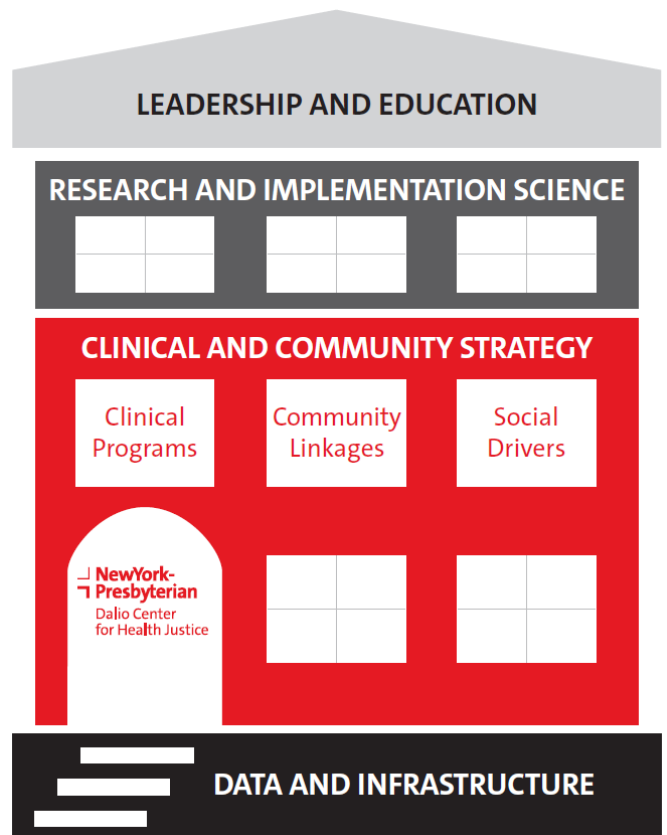 LEADERSHIP AND EDUCATION
RESEARCH AND IMPLEMENTATION SCIENCE
CLINICAL AND COMMUNITY STRATEGY
Clinical
Programs
Community
Linkages
Social
Drivers
NewYork-
Presbyterian
Dalio Center
for Health Justice
DATA AND INFRASTRUCTURE